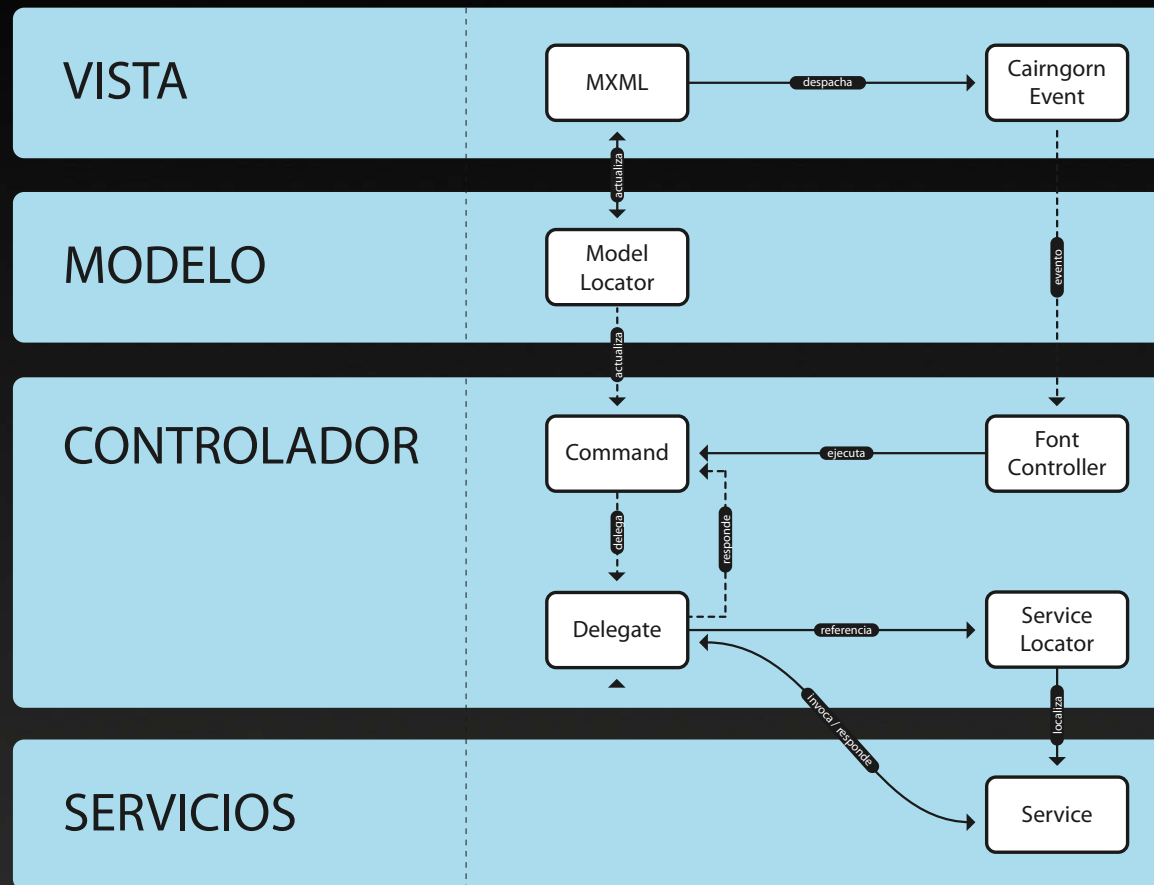 VISTA
MXML
despacha
Cairngorn
Event
actualiza
MODELO
Model
Locator
evento
actualiza
CONTROLADOR
Command
ejecuta
Font
Controller
delega
responde
Delegate
referencia
Service
Locator
invoca / responde
localiza
SERVICIOS
Service